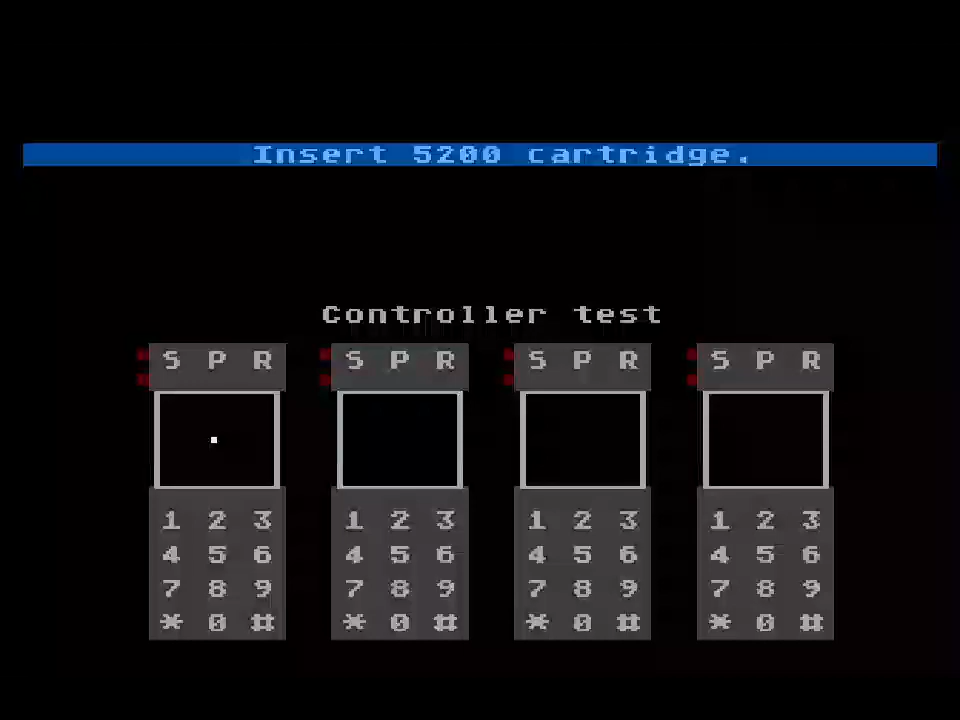 Insert 5200 cartridge.
Controller test
S P R S P R S P R S P R
1 2 3 1 2 3 1 2 3 1 2 3
4 5 6 4 5 6 4 5 6 4 5 6
7 8 9 7 8 9 7 8 9 7 8 9
* 0 # * 0 # * 0 # * 0 #